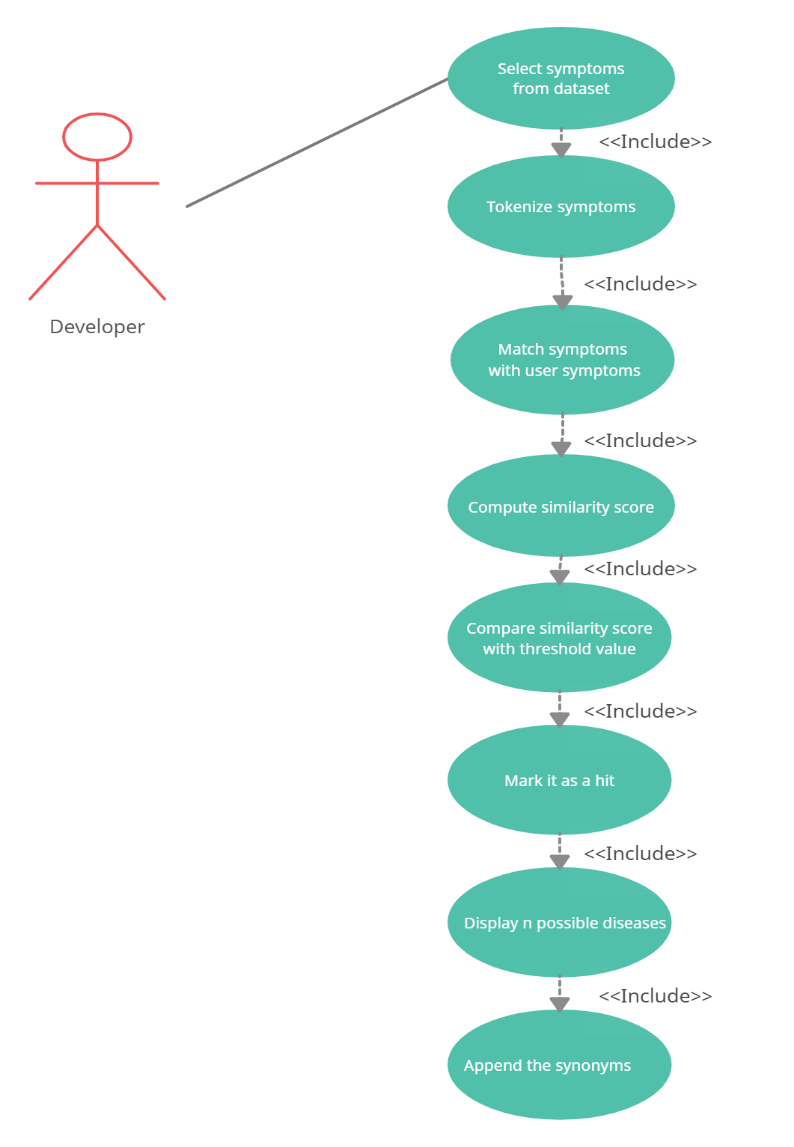 Select symptoms
from dataset
<<Include>>
Tokenize symptoms
<<Include>>
Developer
Match symptoms
with user symptoms
<<Include>>
Compute similarity score
<<Include>>
Compare similarity score
with threshold value
<<Include>>
Mark it as a hit
<<Include>>
Display n possible diseases
<<Include>>
Append the synonyms